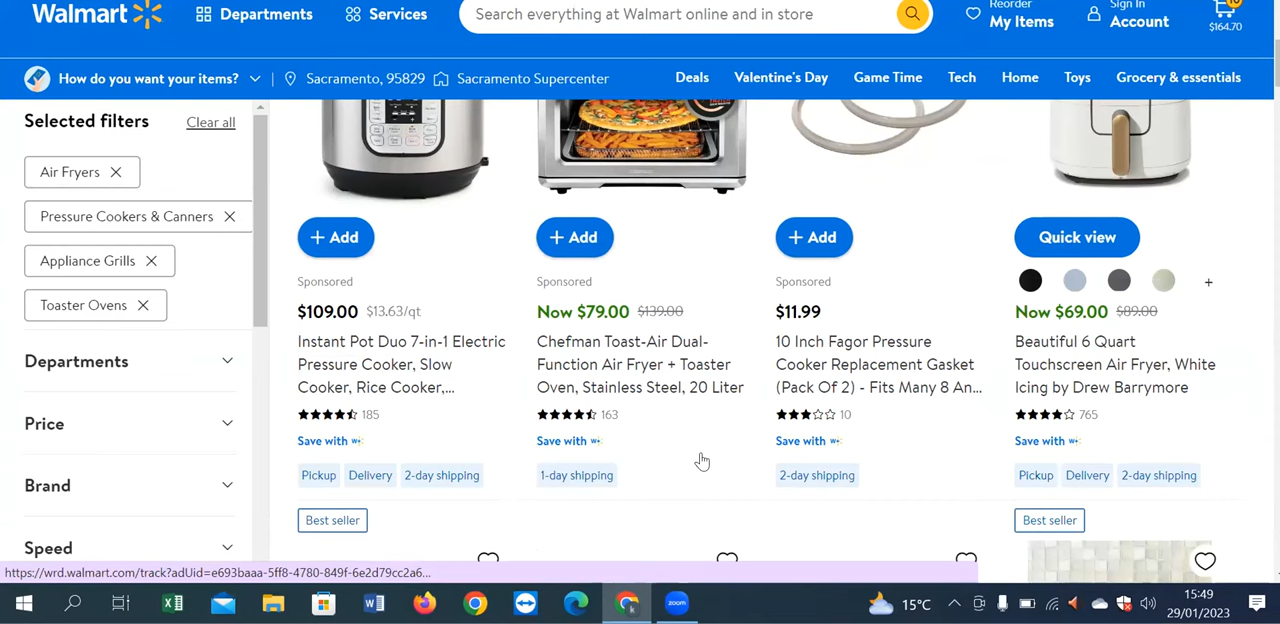 Walmart
Departments
Services
Search everything at Walmart online and in store
Reorder
My Items
Sign In
Account
$164.70
How do you want your items?
Sacramento, 95829
Sacramento Supercenter
Deals
Valentine's Day
Game Time
Tech
Home
Toys
Grocery & essentials
Selected filters
Clear all
Air Fryers
Pressure Cookers & Canners
Appliance Grills
Toaster Ovens
Departments
Price
Brand
Speed
+ Add
Sponsored
$109.00 $13.63/qt
Instant Pot Duo 7-in-1 Electric
Pressure Cooker, Slow
Cooker, Rice Cooker,...
185
Save with w+
Pickup Delivery 2-day shipping
Best seller
+ Add
Sponsored
Now $79.00 $139.00
Chefman Toast-Air Dual-
Function Air Fryer + Toaster
Oven, Stainless Steel, 20 Liter
163
Save with w+
1-day shipping
+ Add
Sponsored
$11.99
10 Inch Fagor Pressure
Cooker Replacement Gasket
(Pack Of 2) - Fits Many 8 An...
10
Save with w+
2-day shipping
Quick view
+
Now $69.00 $89.00
Beautiful 6 Quart
Touchscreen Air Fryer, White
Icing by Drew Barrymore
765
Save with w+
Pickup Delivery 2-day shipping
Best seller
https://wrd.walmart.com/track?adUid=e693baaa-5ff8-4780-849f-6e2d79cc2a6...
zoom
15°C
15:49
29/01/2023